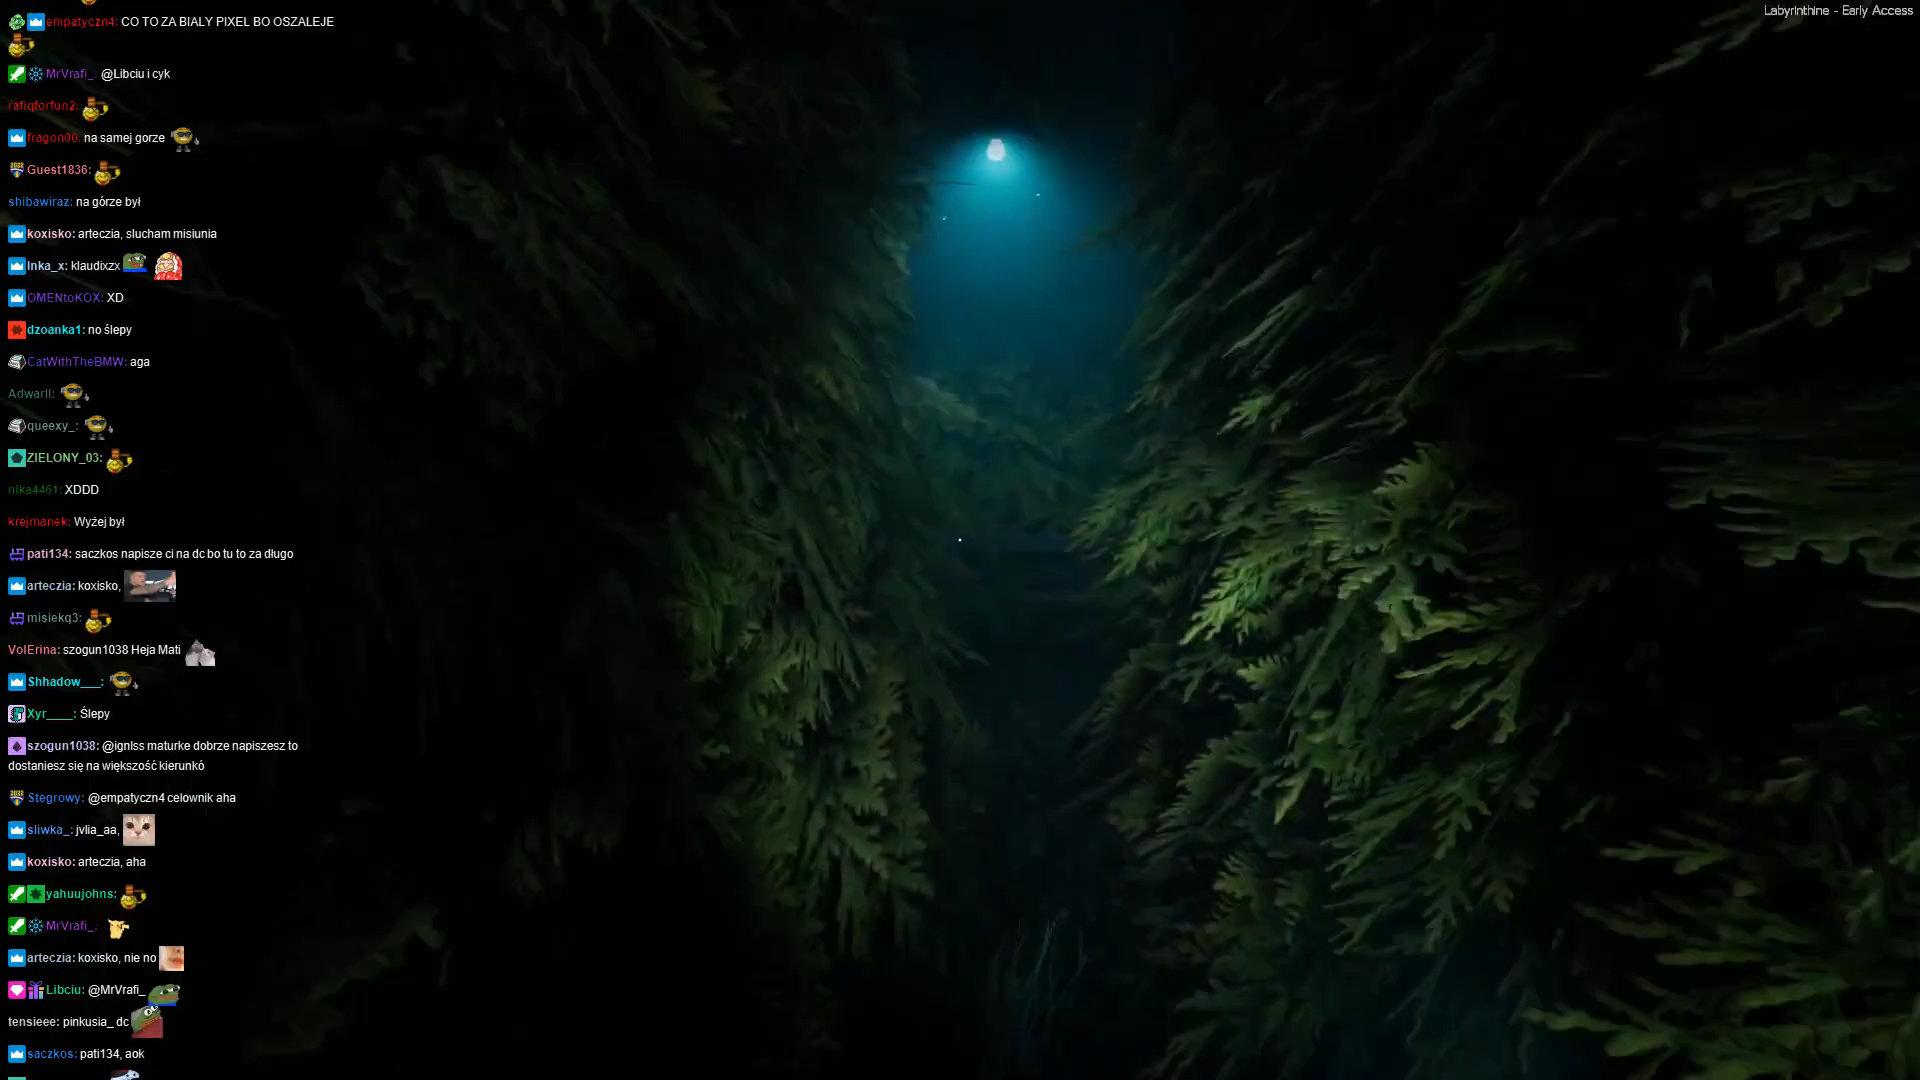 Labyrinthine - Early Access
empatyczn4: CO TO ZA BIALY PIXEL BO OSZALEJE
MrVrafi_: @Libciu i cyk
rafiqforfun2:
fragon00: na samej gorze
Guest1836:
shibawiraz: na górze był
koxisko: arteczia, slucham misiunia
Inka_x: klaudixzx
OMENtoKOX: XD
dzoanka1: no ślepy
CatWithTheBMW: aga
Adwarll:
queexy_:
ZIELONY_03:
nika4461: XDDD
krejmanek: Wyżej był
pati134: saczkos napisze ci na dc bo tu to za długo
arteczia: koxisko,
misiekq3:
VolErina: szogun1038 Heja Mati
Shhadow___:
Xyr____: Ślepy
szogun1038: @ignlss maturke dobrze napiszesz to
dostaniesz się na większość kierunkó
Stegrowy: @empatyczn4 celownik aha
sliwka_: jvlia_aa,
koxisko: arteczia, aha
yahuujohns:
MrVrafi_:
arteczia: koxisko, nie no
Libciu: @MrVrafi_
tensieee: pinkusia_ dc
saczkos: pati134, aok